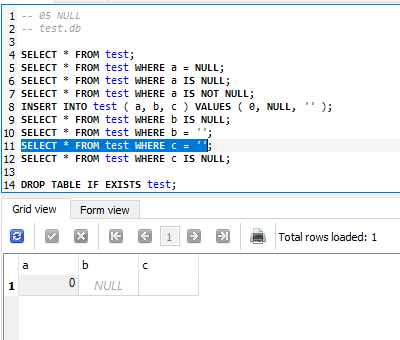 1 -- 05 NULL
2 -- test.db
3
4 SELECT * FROM test;
5 SELECT * FROM test WHERE a = NULL;
6 SELECT * FROM test WHERE a IS NULL;
7 SELECT * FROM test WHERE a IS NOT NULL;
8 INSERT INTO test ( a, b, c ) VALUES ( 0, NULL, '' );
9 SELECT * FROM test WHERE b IS NULL;
10 SELECT * FROM test WHERE b = '';
11 SELECT * FROM test WHERE c = '';
12 SELECT * FROM test WHERE c IS NULL;
13
14 DROP TABLE IF EXISTS test;
Grid view Form view
1 Total rows loaded: 1
a b c
1 0 NULL